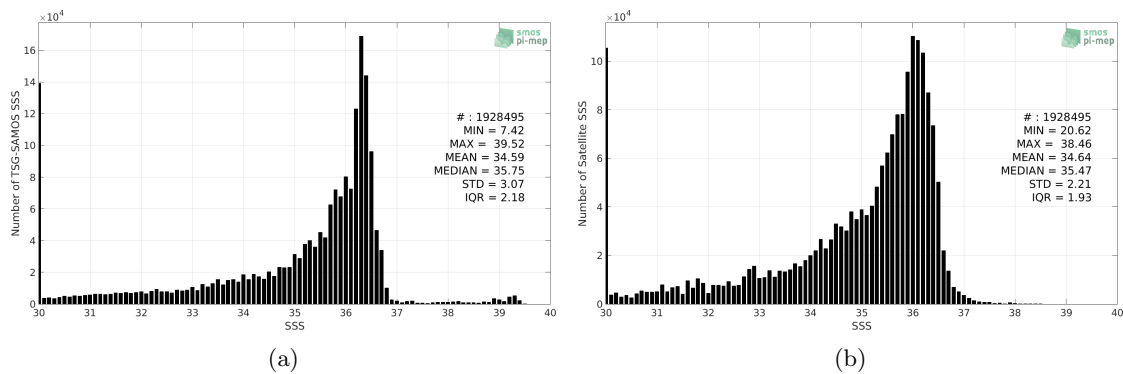 ×10⁴
16
14
12
10
8
6
4
2
0
30 31 32 33 34 35 36 37 38 39 40
SSS
Number of TSG-SAMOS SSS
smos
pi-mep
# : 1928495
MIN = 7.42
MAX = 39.52
MEAN = 34.59
MEDIAN = 35.75
STD = 3.07
IQR = 2.18
(a)
×10⁴
10
8
6
4
2
0
30 31 32 33 34 35 36 37 38 39 40
SSS
Number of Satellite SSS
smos
pi-mep
# : 1928495
MIN = 20.62
MAX = 38.46
MEAN = 34.64
MEDIAN = 35.47
STD = 2.21
IQR = 1.93
(b)